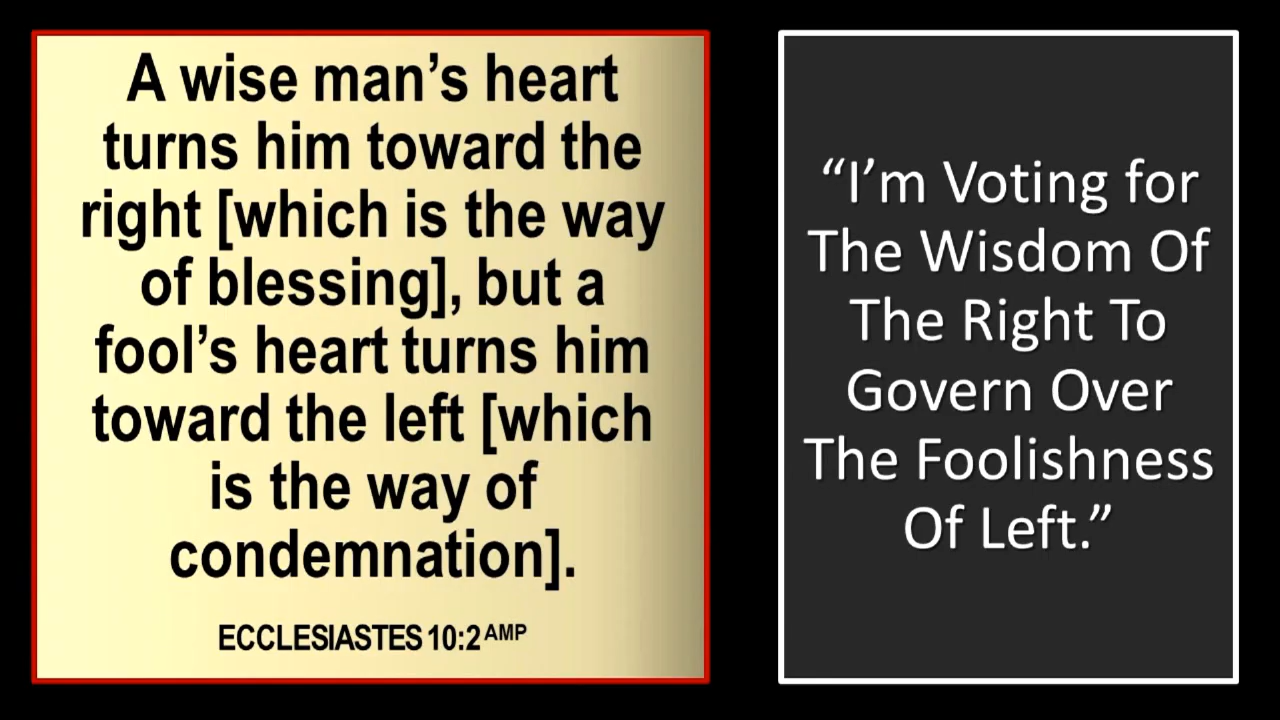 A wise man’s heart
turns him toward the
right [which is the way
of blessing], but a
fool’s heart turns him
toward the left [which
is the way of
condemnation].
ECCLESIASTES 10:2 AMP
“I’m Voting for
The Wisdom Of
The Right To
Govern Over
The Foolishness
Of Left.”